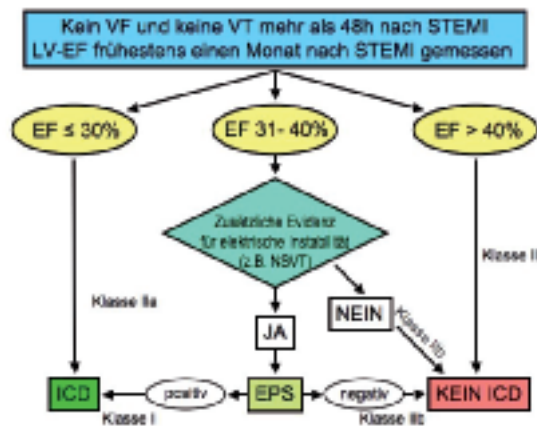 Kein VF und keine VT mehr als 48h nach STEMI
LV-EF frühestens einen Monat nach STEMI gemessen
EF ≤ 30%
EF 31- 40%
EF > 40%
Zusätzliche Evidenz
für elektrische Instabilität
(z.B. NSVT)
Klasse III
Klasse IIa
NEIN
Klasse IIb
JA
ICD
positiv
EPS
negativ
KEIN ICD
Klasse I
Klasse IIb